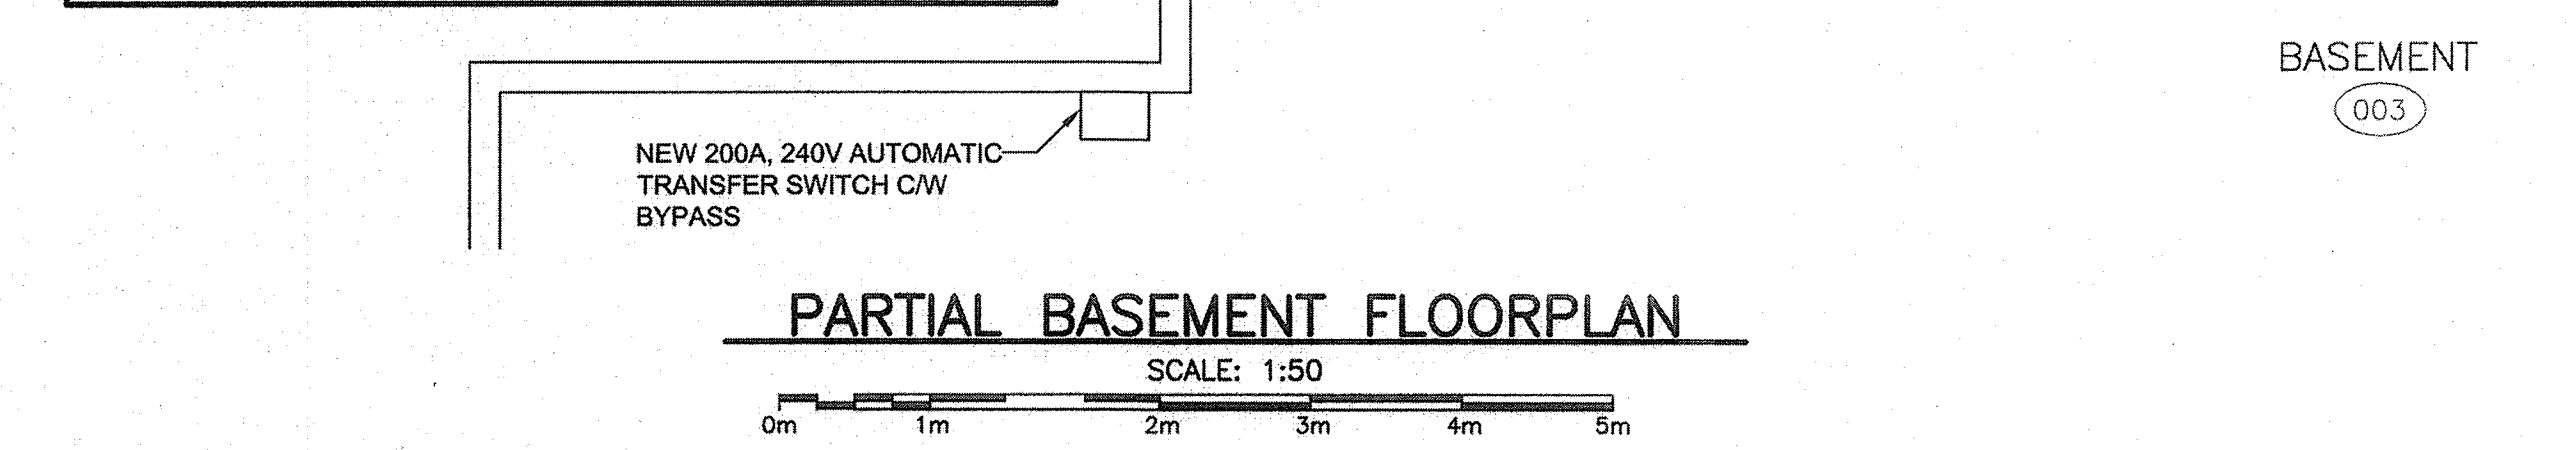 BASEMENT
003
NEW 200A, 240V AUTOMATIC
TRANSFER SWITCH C/W
BYPASS
PARTIAL BASEMENT FLOORPLAN
SCALE: 1:50
0m 1m 2m 3m 4m 5m